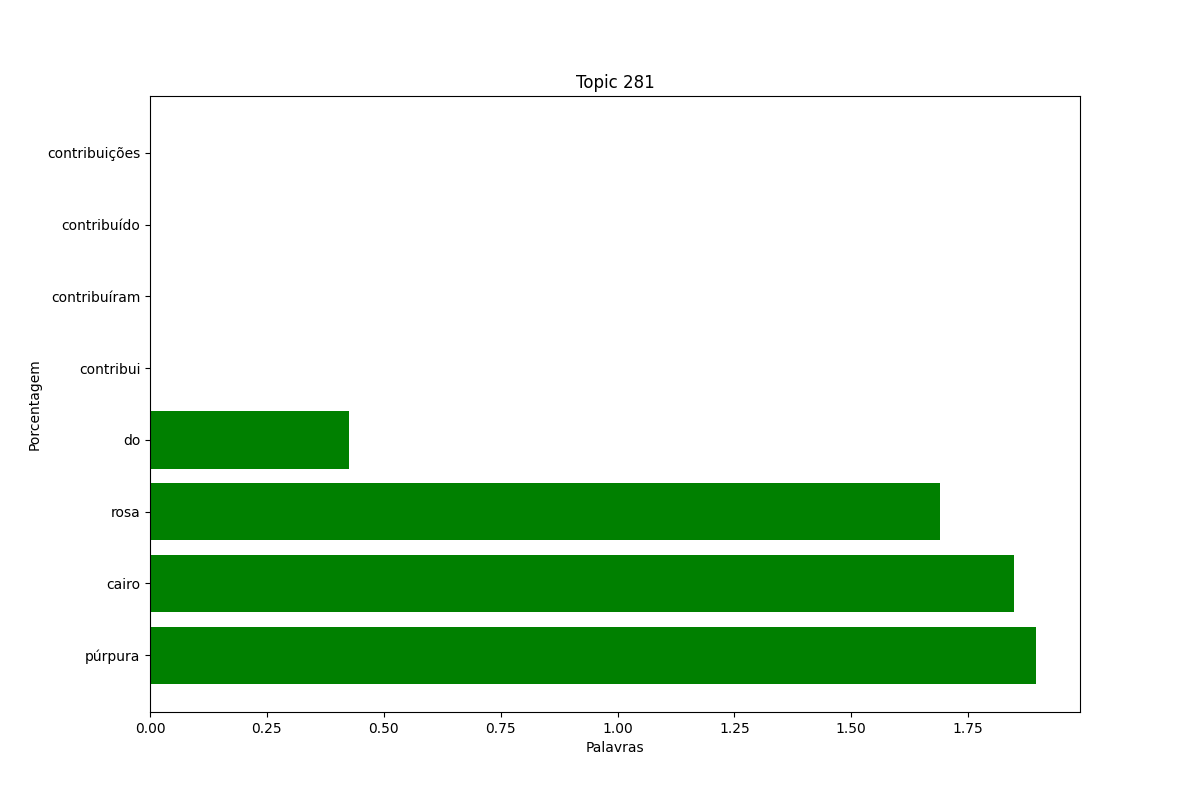 Topic 281
contribuições
contribuído
contribuíram
contribui
do
rosa
cairo
púrpura
Porcentagem
0.00 0.25 0.50 0.75 1.00 1.25 1.50 1.75
Palavras